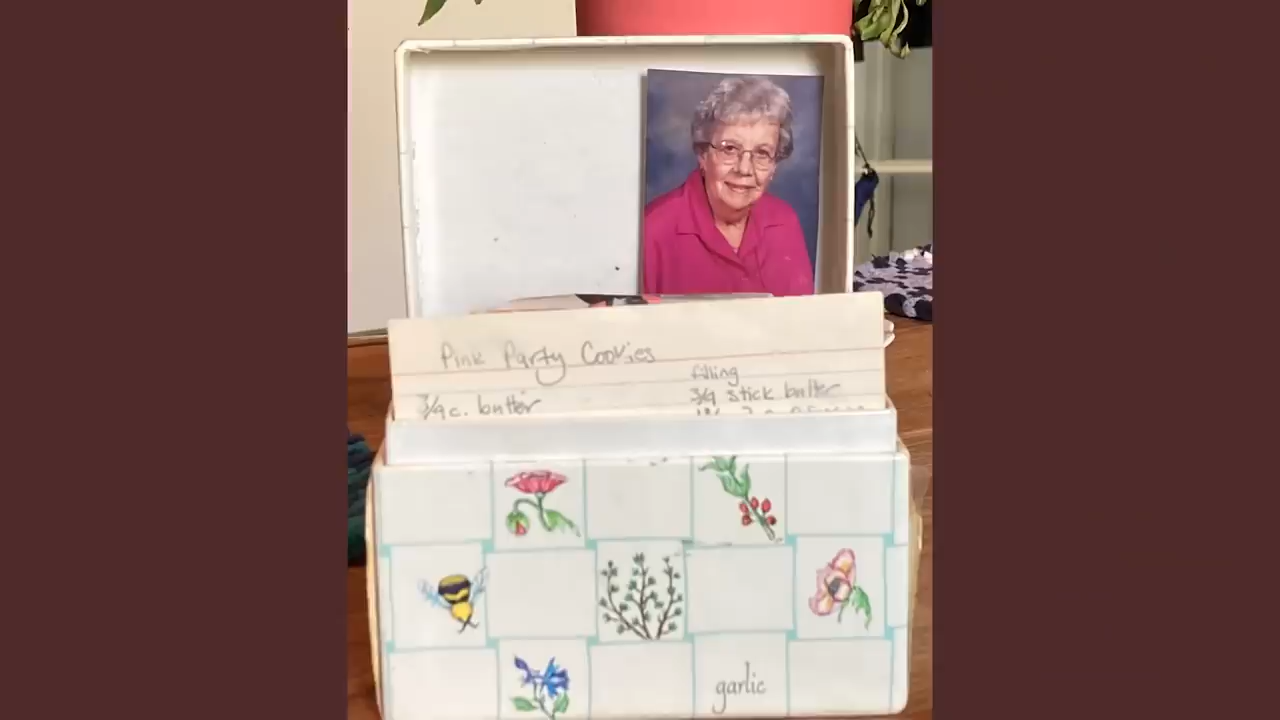 Pink Party Cookies
3/4 c. butter
filling
3/4 stick butter
garlic